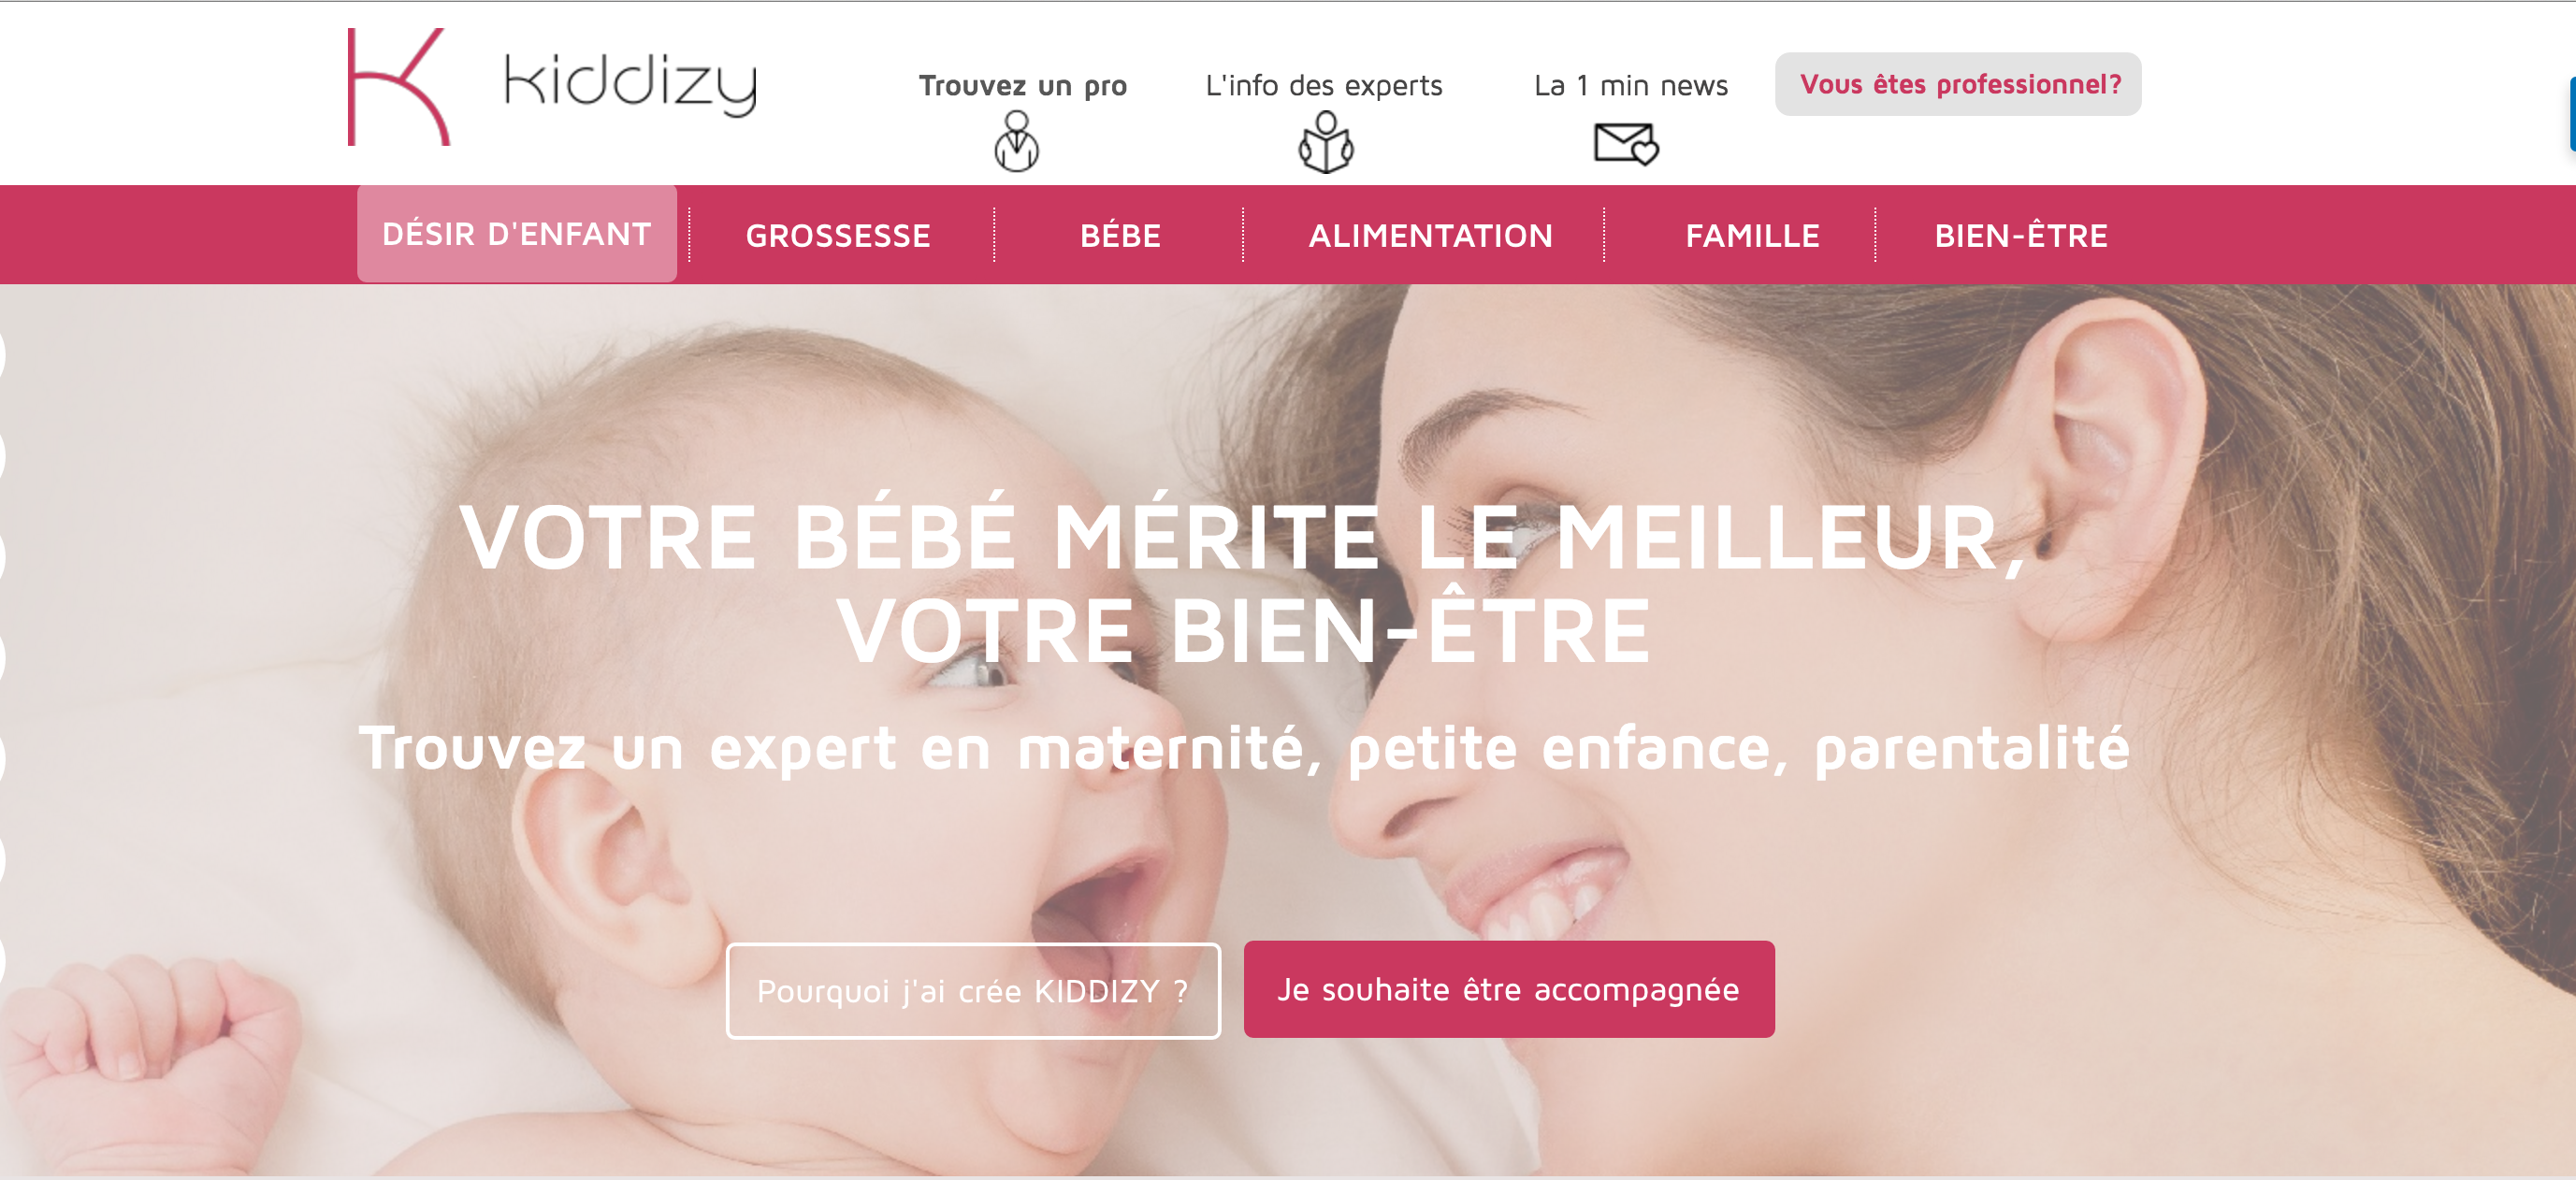 kiddizy
Trouvez un pro
L'info des experts
La 1 min news
Vous êtes professionnel?
DÉSIR D'ENFANT
GROSSESSE
BÉBE
ALIMENTATION
FAMILLE
BIEN-ÊTRE
VOTRE BÉBÉ MÉRITE LE MEILLEUR,
VOTRE BIEN-ÊTRE
Trouvez un expert en maternité, petite enfance, parentalité
Pourquoi j'ai crée KIDDIZY ?
Je souhaite être accompagnée